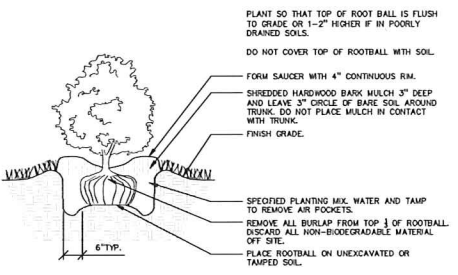 PLANT SO THAT TOP OF ROOT BALL IS FLUSH
TO GRADE OR 1-2" HIGHER IF IN POORLY
DRAINED SOILS.
DO NOT COVER TOP OF ROOTBALL WITH SOIL.
FORM SAUCER WITH 4" CONTINUOUS RIM.
SHREDDED HARDWOOD BARK MULCH 3" DEEP
AND LEAVE 3" CIRCLE OF BARE SOIL AROUND
TRUNK. DO NOT PLACE MULCH IN CONTACT
WITH TRUNK.
FINISH GRADE.
SPECIFIED PLANTING MIX. WATER AND TAMP
TO REMOVE AIR POCKETS.
REMOVE ALL BURLAP FROM TOP ⅓ OF ROOTBALL.
DISCARD ALL NON-BIODEGRADABLE MATERIAL
OFF SITE.
PLACE ROOTBALL ON UNEXCAVATED OR
TAMPED SOIL.
6"TYP.